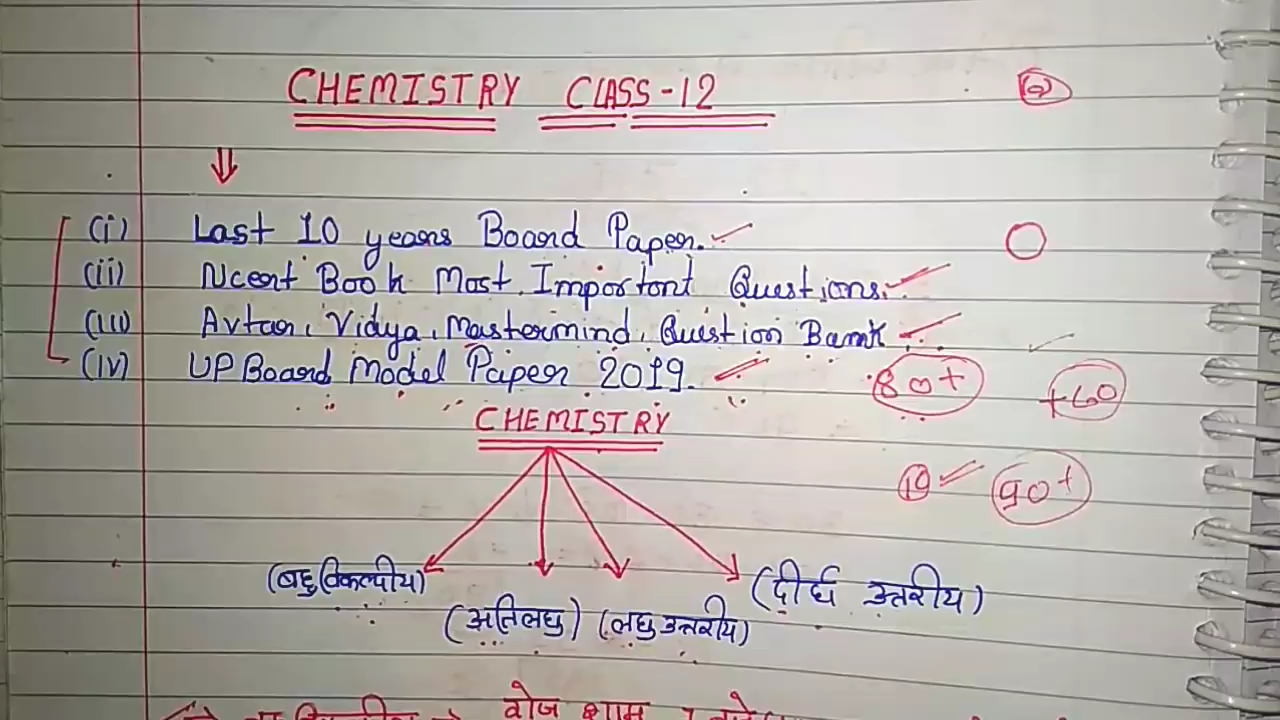 CHEMISTRY CLASS-12
(i) Last 10 years Board Paper.
(ii) Ncert Book Most Important Questions.
(iii) Avtar, Vidya, Mastermind, Question Bank
(iv) UP Board Model Paper 2019.
80+ +60
CHEMISTRY
19 90+
(बहुविकल्पीय)
(दीर्घ उत्तरीय)
(अतिलघु) (लघु उत्तरीय)
रोज शाम